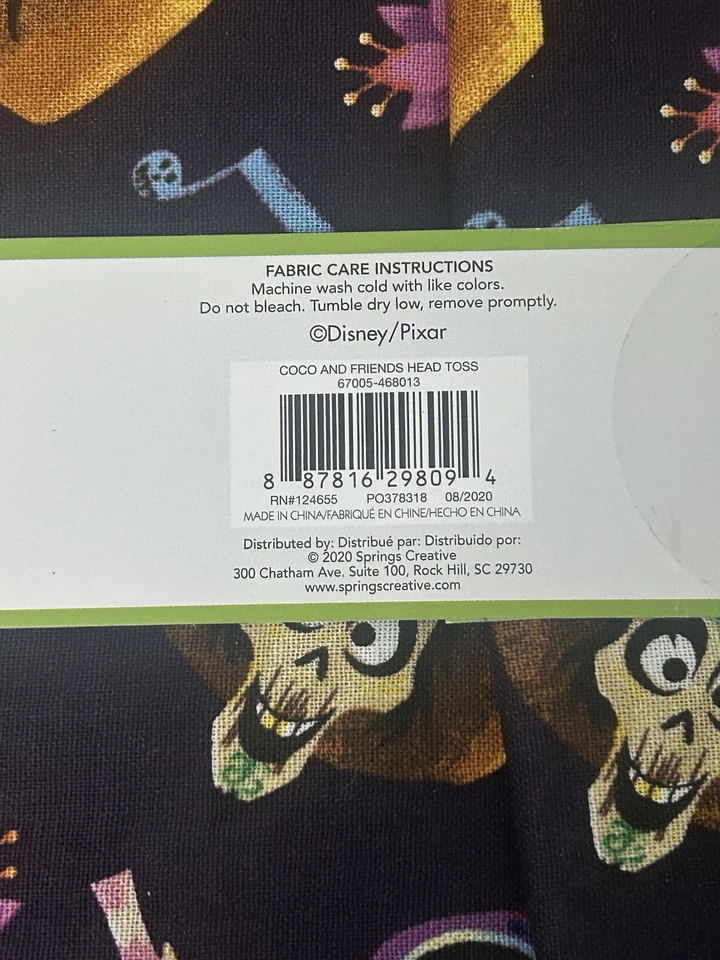 FABRIC CARE INSTRUCTIONS
Machine wash cold with like colors.
Do not bleach. Tumble dry low, remove promptly.
©Disney/Pixar
COCO AND FRIENDS HEAD TOSS
67005-468013
8 87816 29809 4
RN#124655 PO378318 08/2020
MADE IN CHINA/FABRIQUÉ EN CHINE/HECHO EN CHINA
Distributed by: Distribué par: Distribuido por:
© 2020 Springs Creative
300 Chatham Ave. Suite 100, Rock Hill, SC 29730
www.springscreative.com